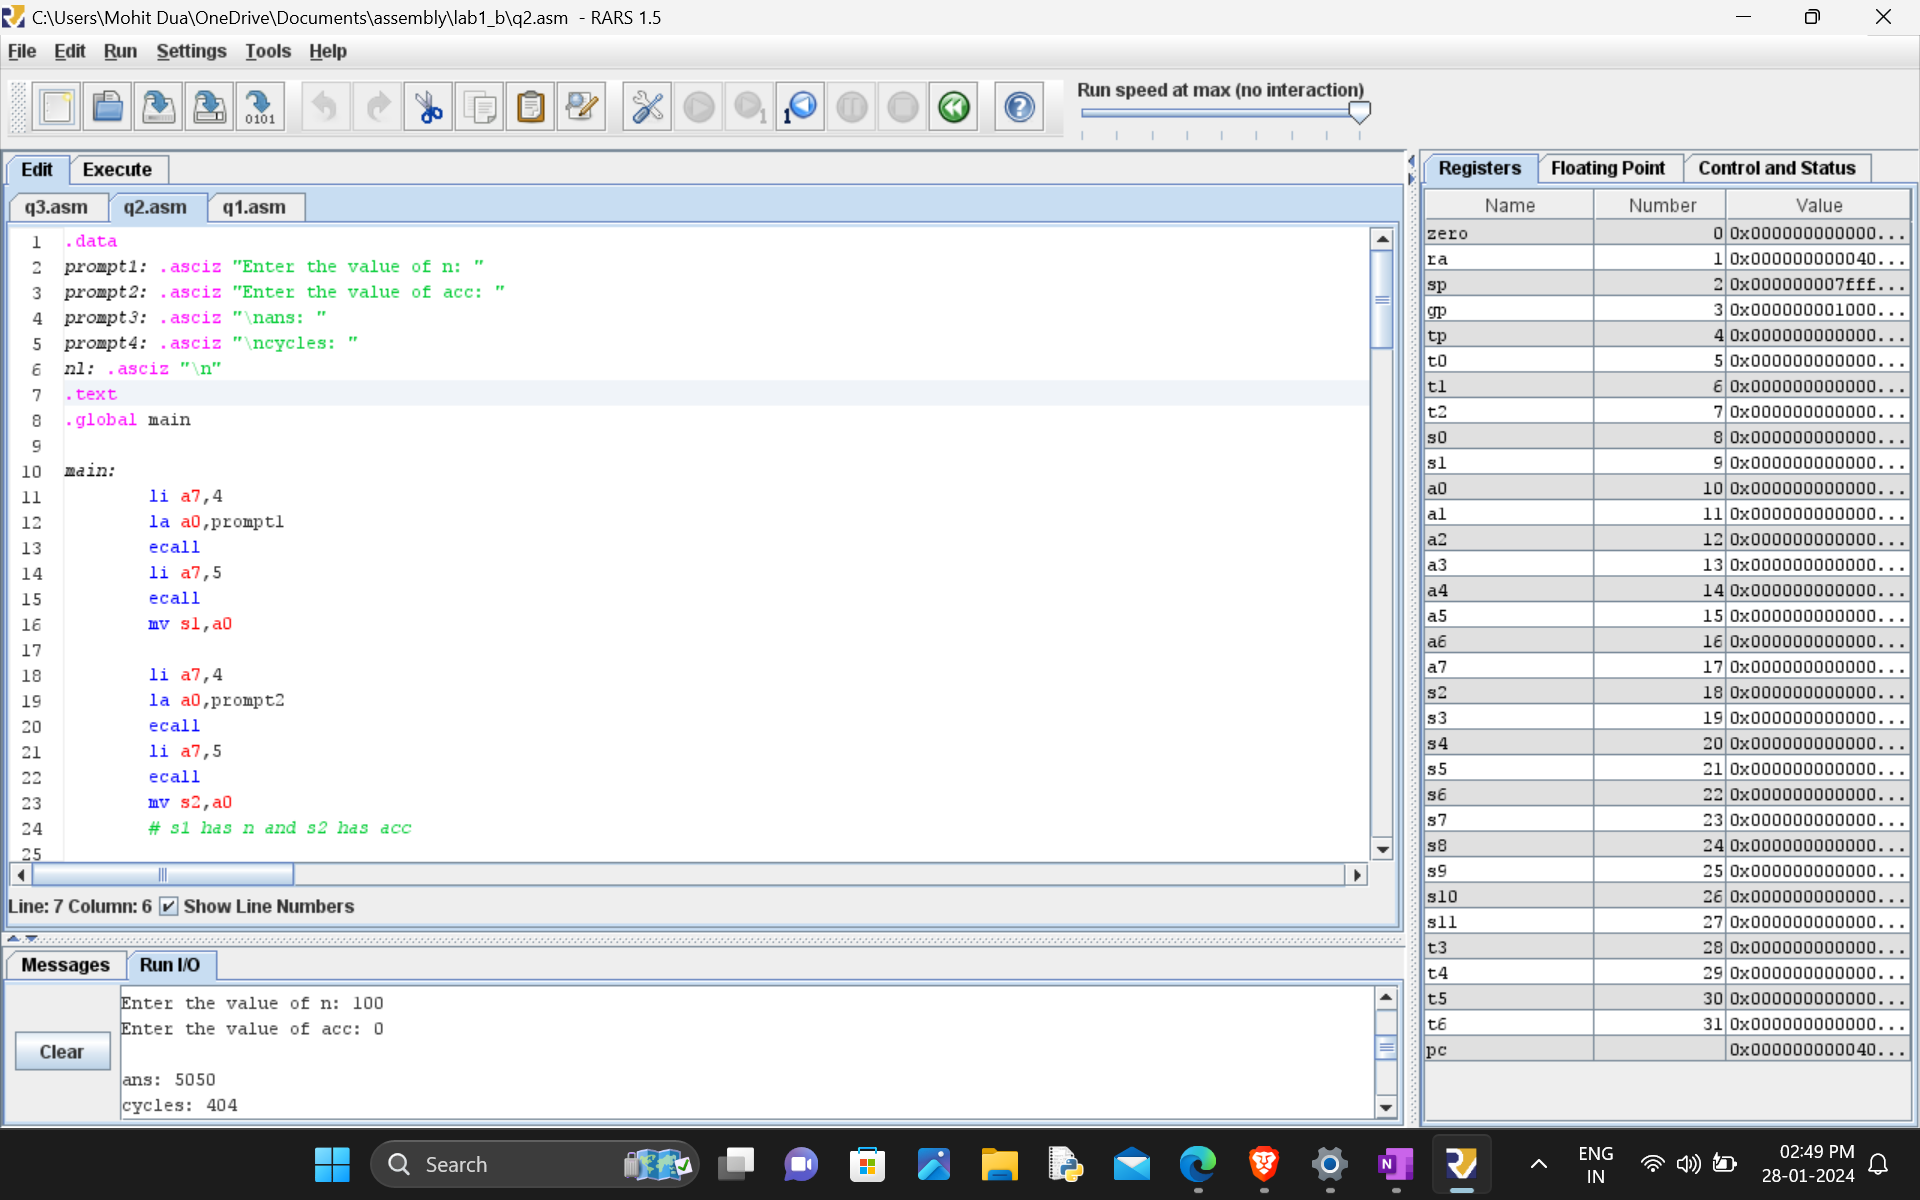 C:\Users\Mohit Dua\OneDrive\Documents\assembly\lab1_b\q2.asm - RARS 1.5
File Edit Run Settings Tools Help
0101
1
1
Run speed at max (no interaction)
Edit Execute
q3.asm q2.asm q1.asm
1 .data
2 prompt1: .asciz "Enter the value of n: "
3 prompt2: .asciz "Enter the value of acc: "
4 prompt3: .asciz "\nans: "
5 prompt4: .asciz "\ncycles: "
6 nl: .asciz "\n"
7 .text
8 .global main
9
10 main:
11 li a7,4
12 la a0,prompt1
13 ecall
14 li a7,5
15 ecall
16 mv s1,a0
17
18 li a7,4
19 la a0,prompt2
20 ecall
21 li a7,5
22 ecall
23 mv s2,a0
24 # s1 has n and s2 has acc
25
Line: 7 Column: 6 Show Line Numbers
Messages Run I/O
Clear
Enter the value of n: 100
Enter the value of acc: 0
ans: 5050
cycles: 404
Registers Floating Point Control and Status
Name Number Value
zero 0 0x000000000000...
ra 1 0x000000000040...
sp 2 0x000000007fff...
gp 3 0x000000001000...
tp 4 0x000000000000...
t0 5 0x000000000000...
t1 6 0x000000000000...
t2 7 0x000000000000...
s0 8 0x000000000000...
s1 9 0x000000000000...
a0 10 0x000000000000...
a1 11 0x000000000000...
a2 12 0x000000000000...
a3 13 0x000000000000...
a4 14 0x000000000000...
a5 15 0x000000000000...
a6 16 0x000000000000...
a7 17 0x000000000000...
s2 18 0x000000000000...
s3 19 0x000000000000...
s4 20 0x000000000000...
s5 21 0x000000000000...
s6 22 0x000000000000...
s7 23 0x000000000000...
s8 24 0x000000000000...
s9 25 0x000000000000...
s10 26 0x000000000000...
s11 27 0x000000000000...
t3 28 0x000000000000...
t4 29 0x000000000000...
t5 30 0x000000000000...
t6 31 0x000000000000...
pc 0x000000000040...
Search
N
ENG
IN
02:49 PM
28-01-2024